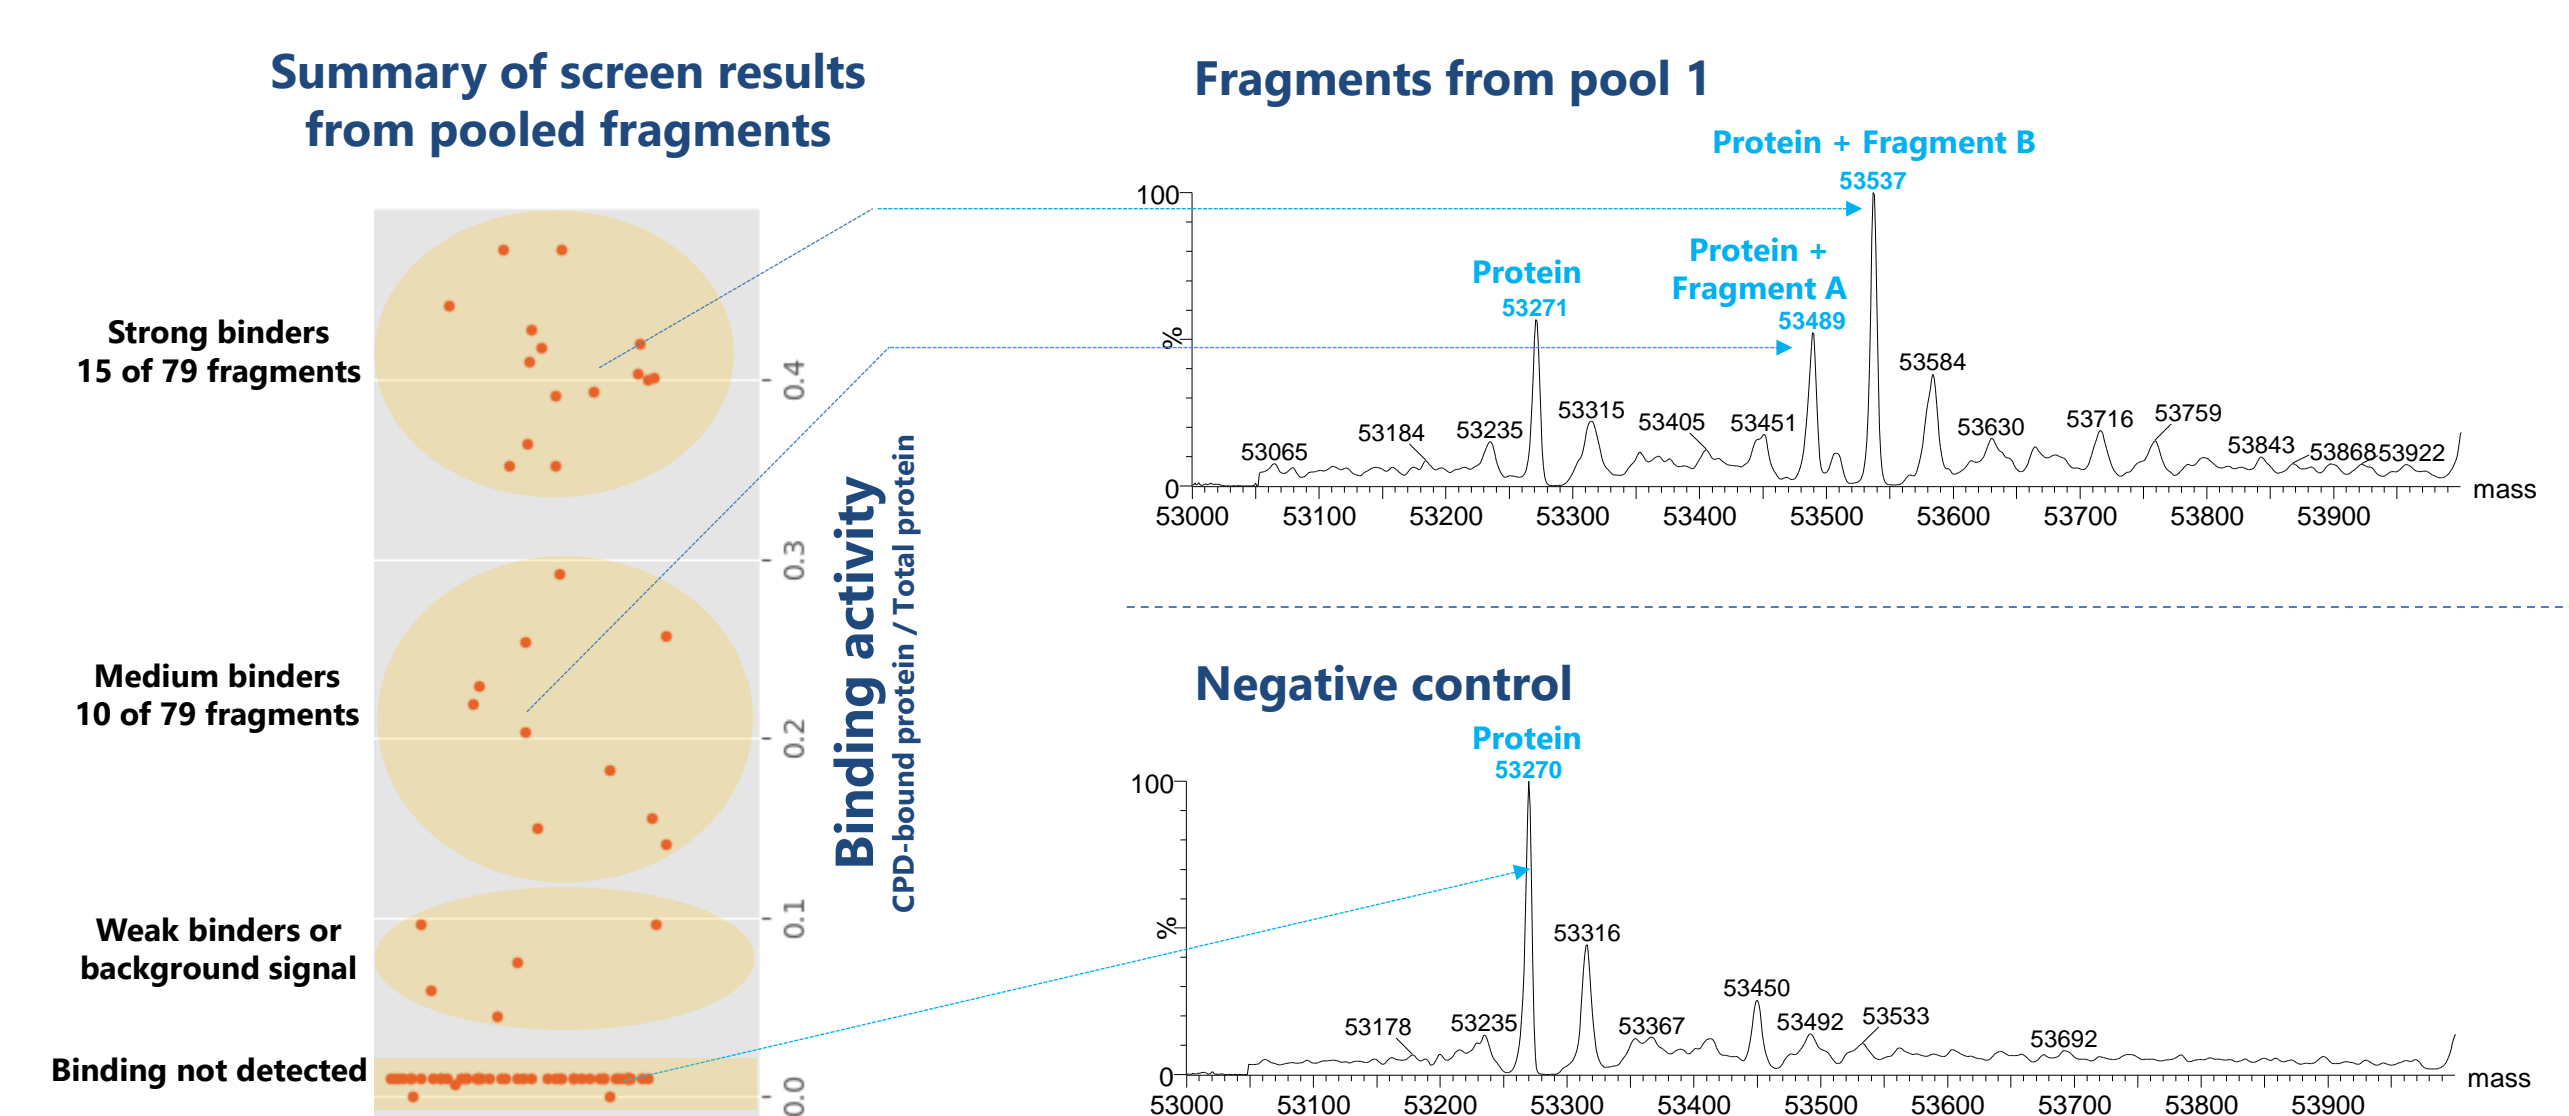 Summary of screen results
from pooled fragments
Strong binders
15 of 79 fragments
Medium binders
10 of 79 fragments
Weak binders or
background signal
Binding not detected
0.4
0.3
0.2
0.1
0.0
Binding activity
CPD-bound protein / Total protein
Fragments from pool 1
Protein + Fragment B
53537
Protein +
Fragment A
53489
Protein
53271
100
%
0
53065
53184
53235
53315
53405
53451
53584
53630
53716
53759
53843
53868
53922
mass
53000
53100
53200
53300
53400
53500
53600
53700
53800
53900
Negative control
Protein
53270
100
%
0
53178
53235
53316
53367
53450
53492
53533
53692
mass
53000
53100
53200
53300
53400
53500
53600
53700
53800
53900